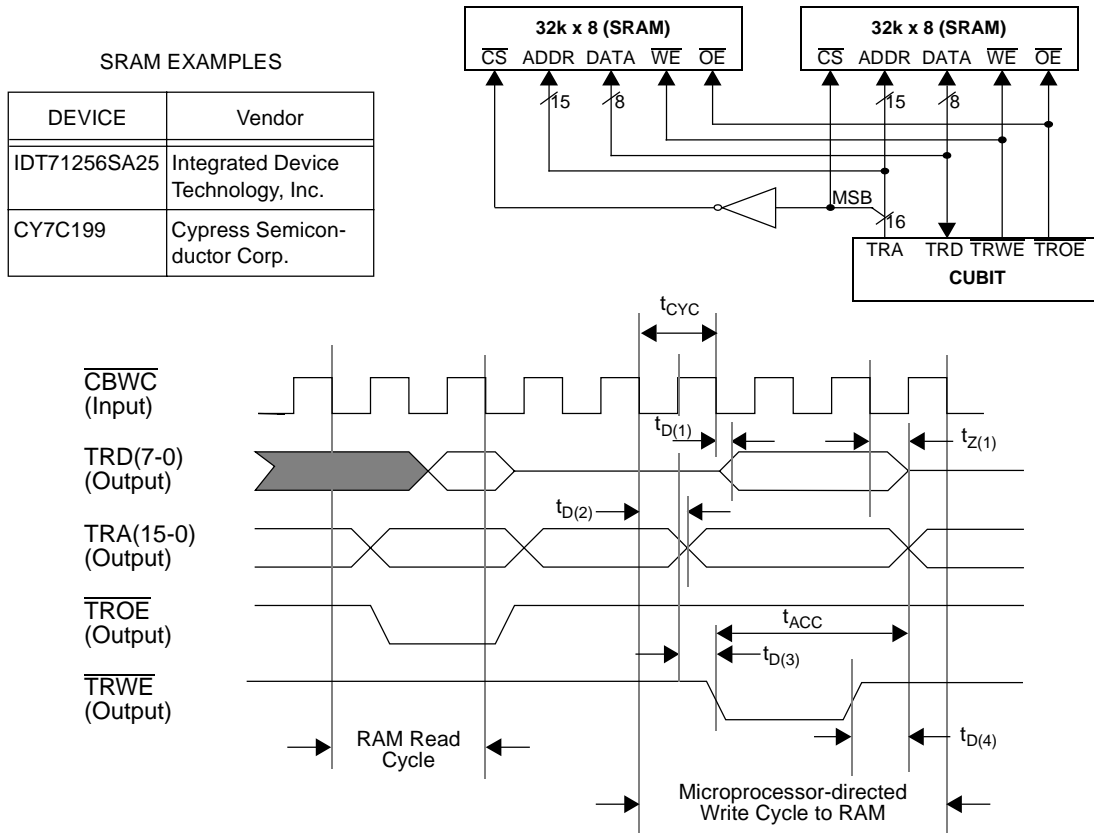 SRAM EXAMPLES
DEVICE Vendor
IDT71256SA25 Integrated Device
Technology, Inc.
CY7C199 Cypress Semicon-
ductor Corp.
32k x 8 (SRAM)
CS ADDR DATA WE OE
15 8
32k x 8 (SRAM)
CS ADDR DATA WE OE
15 8
MSB
16
TRA TRD TRWE TROE
CUBIT
tCYC
CBWC
(Input)
tD(1)
tZ(1)
TRD(7-0)
(Output)
tD(2)
TRA(15-0)
(Output)
TROE
(Output)
tACC
tD(3)
TRWE
(Output)
tD(4)
RAM Read
Cycle
Microprocessor-directed
Write Cycle to RAM